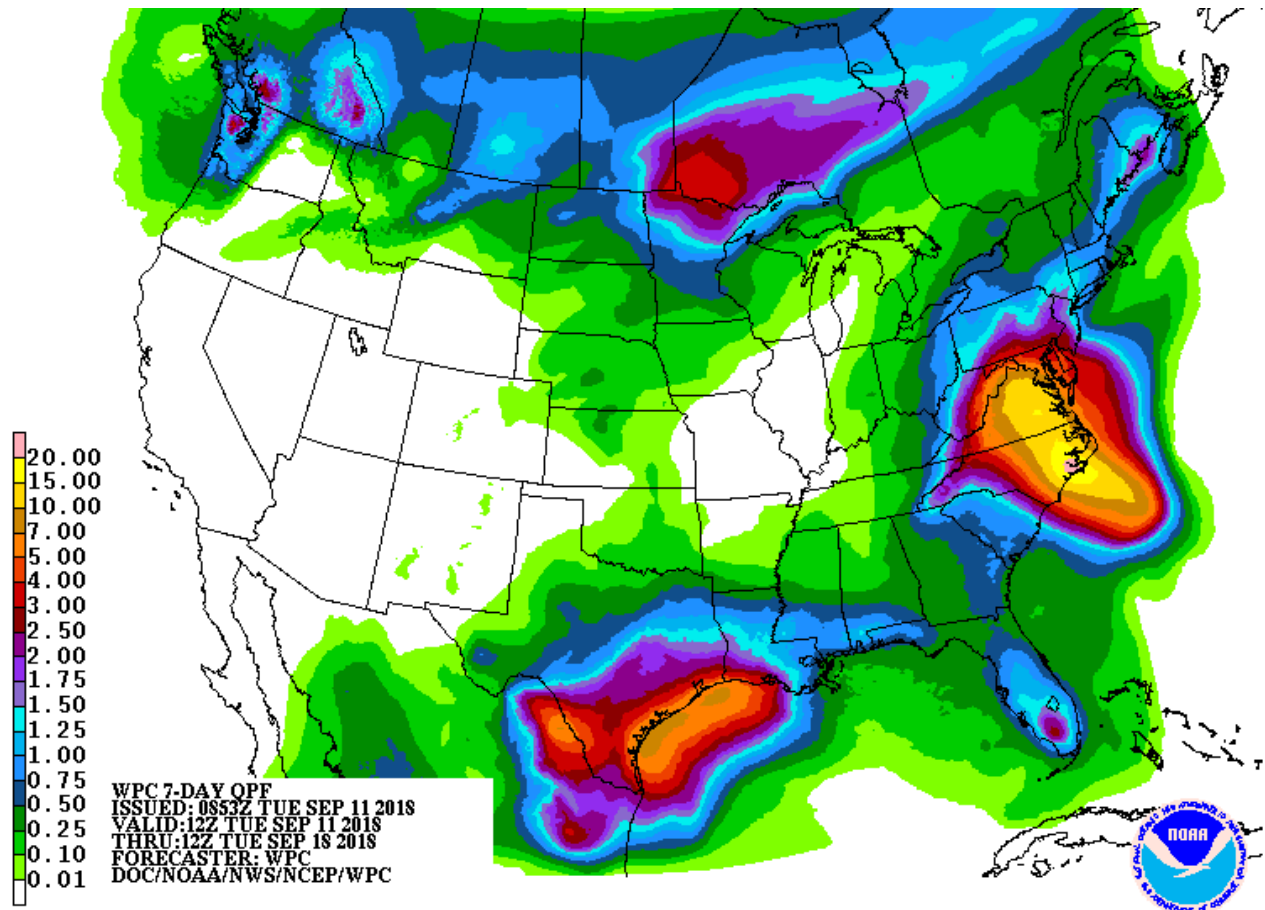 20.00
15.00
10.00
7.00
5.00
4.00
3.00
2.50
2.00
1.75
1.50
1.25
1.00
0.75
0.50
0.25
0.10
0.01
WPC 7-DAY QPF
ISSUED: 0853Z TUE SEP 11 2018
VALID:12Z TUE SEP 11 2018
THRU:12Z TUE SEP 18 2018
FORECASTER: WPC
DOC/NOAA/NWS/NCEP/WPC
NOAA